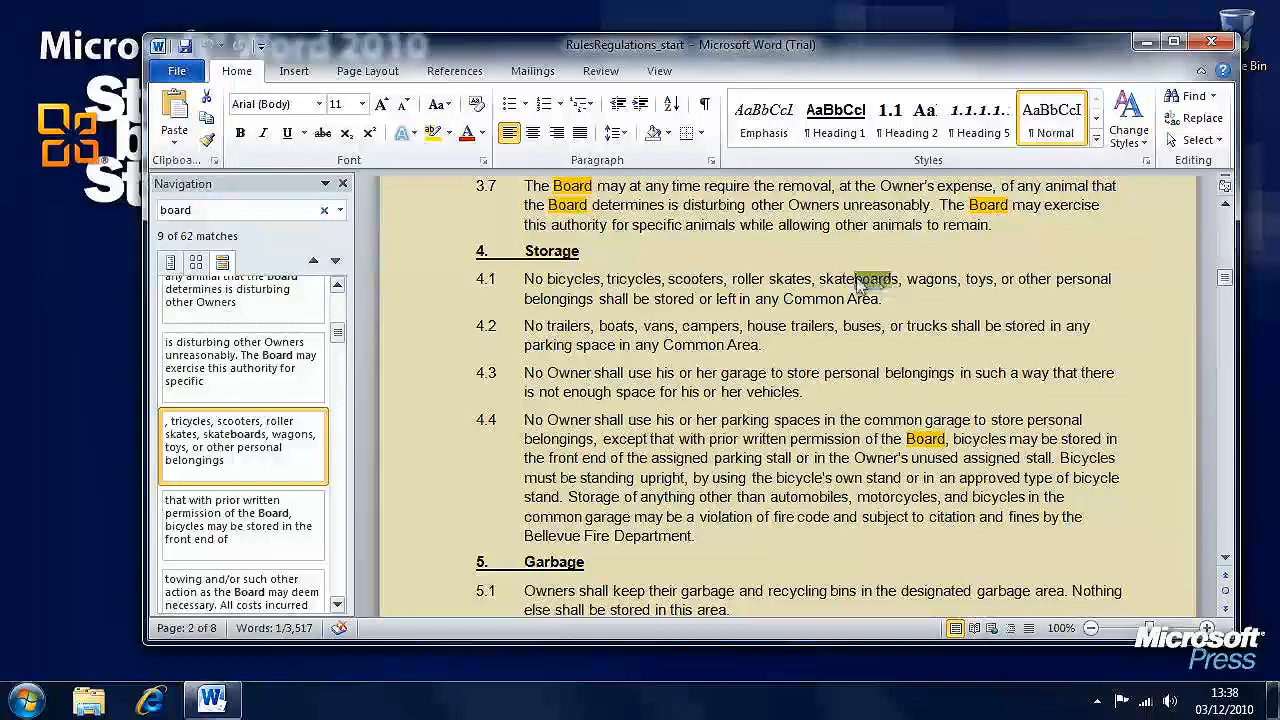 RulesRegulations_start - Microsoft Word (Trial)
File Home Insert Page Layout References Mailings Review View
Paste
Clipboa...
Arial (Body) 11
Font
Paragraph
AaBbCcI AaBbCcl 1.1 Aa 1.1.1.1. AaBbCcI
Emphasis ¶ Heading 1 ¶ Heading 2 ¶ Heading 5 ¶ Normal
Styles
Change
Styles
Find
Replace
Select
Editing
Navigation
board
9 of 62 matches
any animal that the board
determines is disturbing
other Owners
is disturbing other Owners
unreasonably. The Board may
exercise this authority for
specific
, tricycles, scooters, roller
skates, skateboards, wagons,
toys, or other personal
belongings
that with prior written
permission of the Board,
bicycles may be stored in the
front end of
towing and/or such other
action as the Board may deem
necessary. All costs incurred
3.7 The Board may at any time require the removal, at the Owner's expense, of any animal that
the Board determines is disturbing other Owners unreasonably. The Board may exercise
this authority for specific animals while allowing other animals to remain.
4. Storage
4.1 No bicycles, tricycles, scooters, roller skates, skateboards, wagons, toys, or other personal
belongings shall be stored or left in any Common Area.
4.2 No trailers, boats, vans, campers, house trailers, buses, or trucks shall be stored in any
parking space in any Common Area.
4.3 No Owner shall use his or her garage to store personal belongings in such a way that there
is not enough space for his or her vehicles.
4.4 No Owner shall use his or her parking spaces in the common garage to store personal
belongings, except that with prior written permission of the Board, bicycles may be stored in
the front end of the assigned parking stall or in the Owner's unused assigned stall. Bicycles
must be standing upright, by using the bicycle's own stand or in an approved type of bicycle
stand. Storage of anything other than automobiles, motorcycles, and bicycles in the
common garage may be a violation of fire code and subject to citation and fines by the
Bellevue Fire Department.
5. Garbage
5.1 Owners shall keep their garbage and recycling bins in the designated garbage area. Nothing
else shall be stored in this area.
Page: 2 of 8 Words: 1/3,517 100%
Microsoft
Press
13:38
03/12/2010